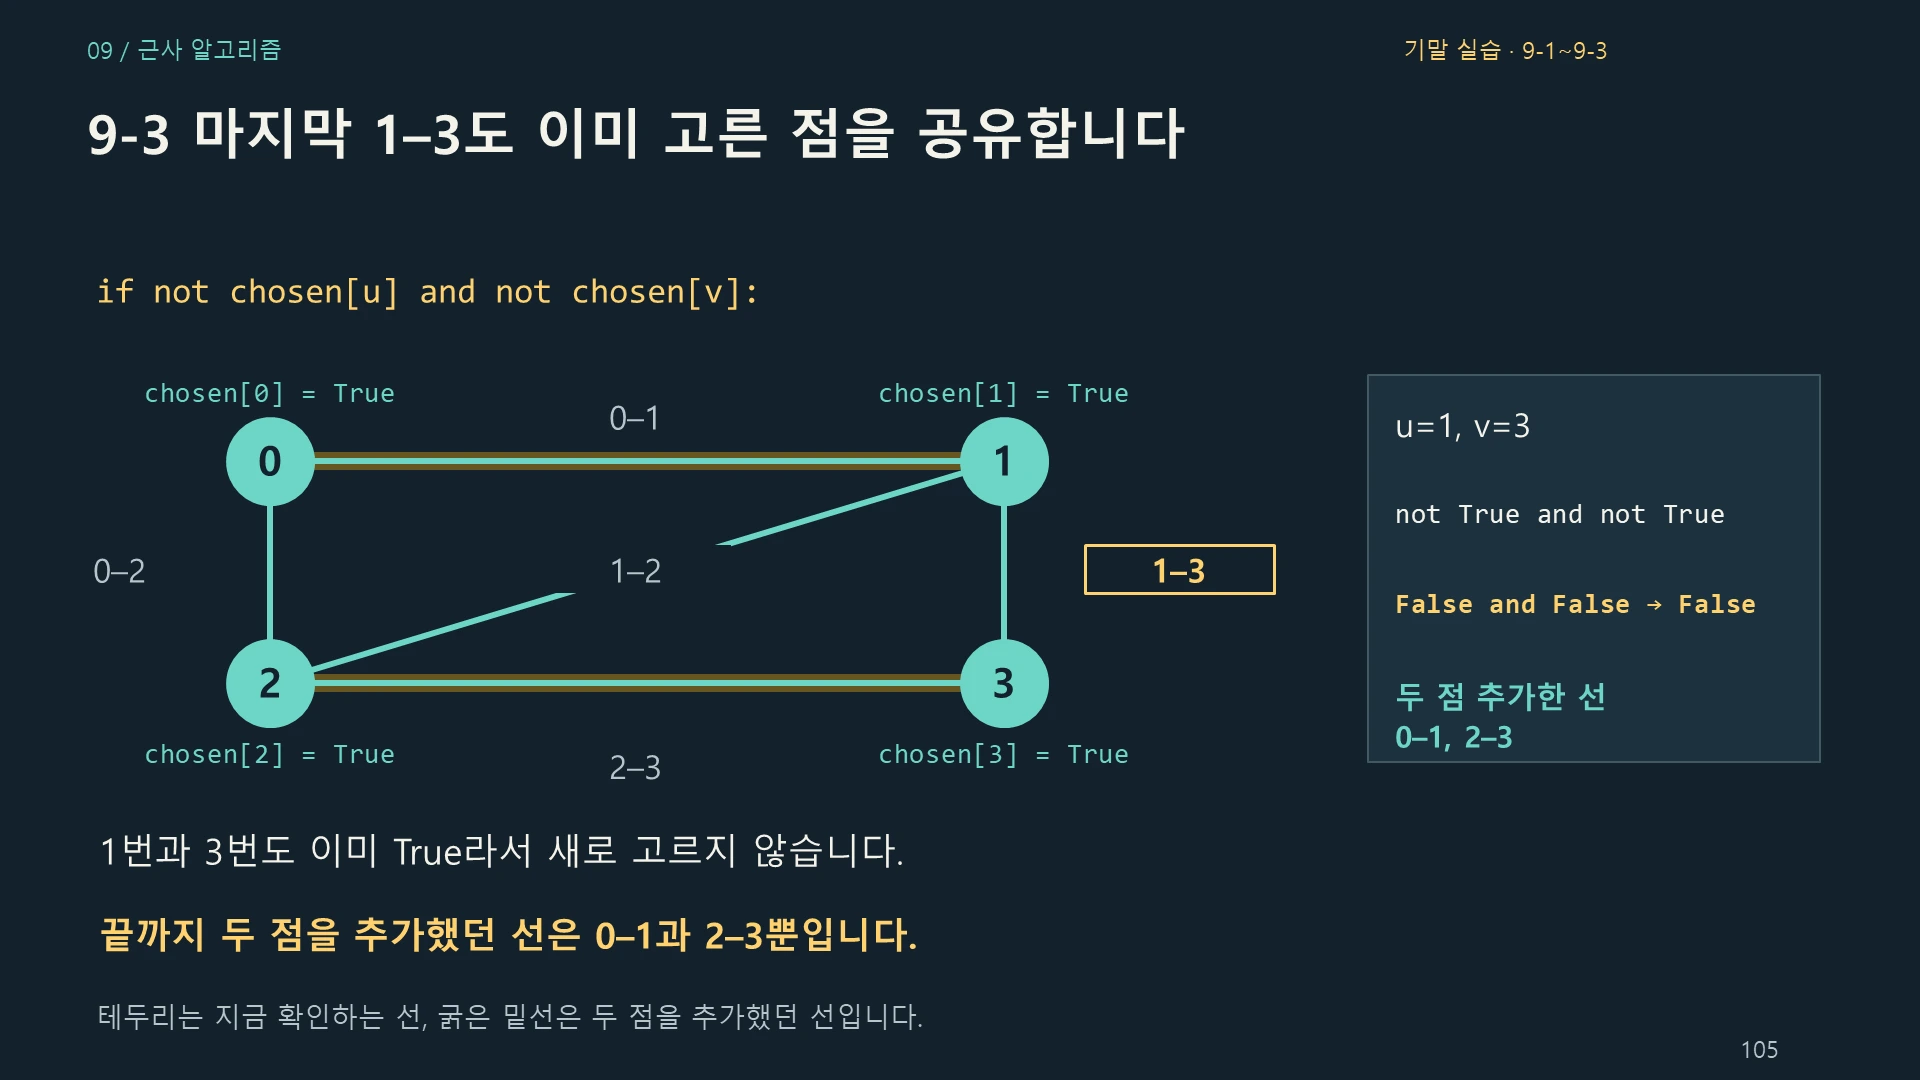 09 / 근사 알고리즘
기말 실습 · 9-1~9-3
9-3 마지막 1–3도 이미 고른 점을 공유합니다
if not chosen[u] and not chosen[v]:
chosen[0] = True
chosen[1] = True
0–1
0
1
0–2
1–2
1–3
2
3
chosen[2] = True
chosen[3] = True
2–3
u=1, v=3
not True and not True
False and False → False
두 점 추가한 선
0–1, 2–3
1번과 3번도 이미 True라서 새로 고르지 않습니다.
끝까지 두 점을 추가했던 선은 0–1과 2–3뿐입니다.
테두리는 지금 확인하는 선, 굵은 밑선은 두 점을 추가했던 선입니다.
105